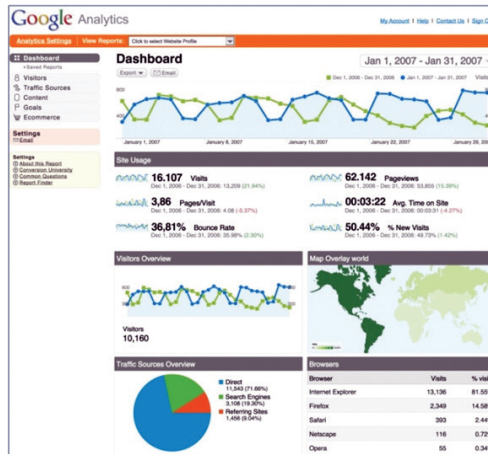 Google Analytics
My Account | Help | Contact Us | Sign
Analytics Settings View Reports: Click to select Website Profile
Dashboard
Saved Reports
Visitors
Traffic Sources
Content
Goals
Ecommerce
Settings
Email
Settings
About this Report
Conversion University
Common Questions
Report Finder
Dashboard
Jan 1, 2007 - Jan 31, 2007
Export Email
Dec 1, 2006 - Dec 31, 2006 Jan 1, 2007 - Jan 31, 2007 Visits
January 1, 2007 January 8, 2007 January 15, 2007 January 22, 2007
Site Usage
16.107 Visits
Dec 1, 2006 - Dec 31, 2006: 13,209 (21.94%)
3,86 Pages/Visit
Dec 1, 2006 - Dec 31, 2006: 4.08 (-5.37%)
36,81% Bounce Rate
Dec 1, 2006 - Dec 31, 2006: 35.98% (2.30%)
62.142 Pageviews
Dec 1, 2006 - Dec 31, 2006: 53,855 (15.39%)
00:03:22 Avg. Time on Site
Dec 1, 2006 - Dec 31, 2006: 00:03:31 (-4.27%)
50.44% % New Visits
Dec 1, 2006 - Dec 31, 2006: 49.73% (1.42%)
Visitors Overview
Visitors
10,160
Map Overlay world
Traffic Sources Overview
Direct
11,543 (71.66%)
Search Engines
3,108 (19.30%)
Referring Sites
1,456 (9.04%)
Browsers
Browser Visits
Internet Explorer 13,136 81.55
Firefox 2,349 14.58
Safari 393 2.44
Netscape 116 0.72
Opera 55 0.34